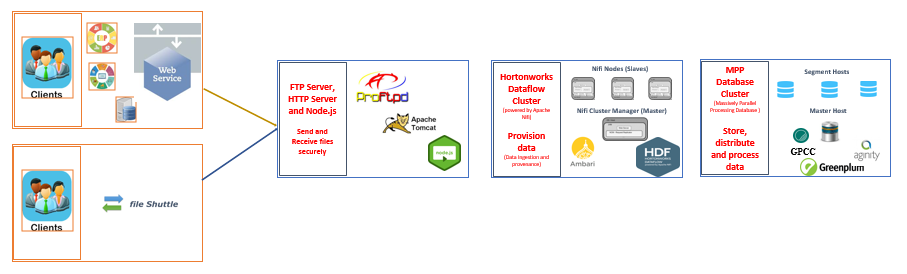 Clients
ERP
Web
Service
Clients
file Shuttle
FTP Server,
HTTP Server
and Node.js
Send and
Receive files
securely
ProFtpd
Apache
Tomcat
node.js
Hortonworks
Dataflow
Cluster
(powered by Apache
Nifi)
Provision
data
(Data ingestion and
provenance)
Nifi Nodes (Slaves)
Nifi Cluster Manager (Master)
Ambari
HDF
MPP
Database
Cluster
(Massively Parallel
Processing Database )
Store,
distribute
and process
data
Segment Hosts
Master Host
GPCC
aginity
Greenplum